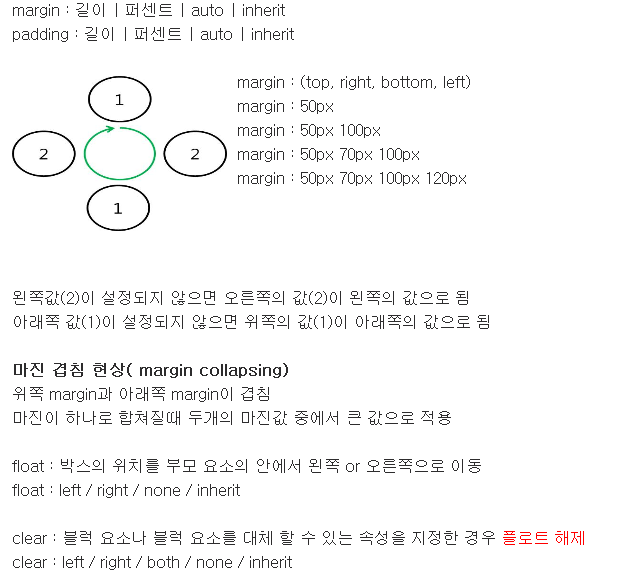 margin : 길이 | 퍼센트 | auto | inherit
padding : 길이 | 퍼센트 | auto | inherit
1
2
2
1
margin : (top, right, bottom, left)
margin : 50px
margin : 50px 100px
margin : 50px 70px 100px
margin : 50px 70px 100px 120px
왼쪽값(2)이 설정되지 않으면 오른쪽의 값(2)이 왼쪽의 값으로 됨
아래쪽 값(1)이 설정되지 않으면 위쪽의 값(1)이 아래쪽의 값으로 됨
마진 겹침 현상( margin collapsing)
위쪽 margin과 아래쪽 margin이 겹침
마진이 하나로 합쳐질때 두개의 마진값 중에서 큰 값으로 적용
float : 박스의 위치를 부모 요소의 안에서 왼쪽 or 오른쪽으로 이동
float : left / right / none / inherit
clear : 블럭 요소나 블럭 요소를 대체 할 수 있는 속성을 지정한 경우 플로트 해제
clear : left / right / both / none / inherit